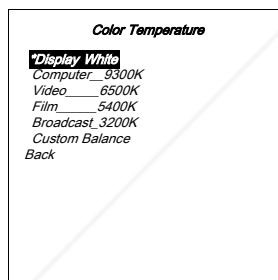 Color Temperature
*Display White
Computer__9300K
Video_____6500K
Film______5400K
Broadcast_3200K
Custom Balance
Back